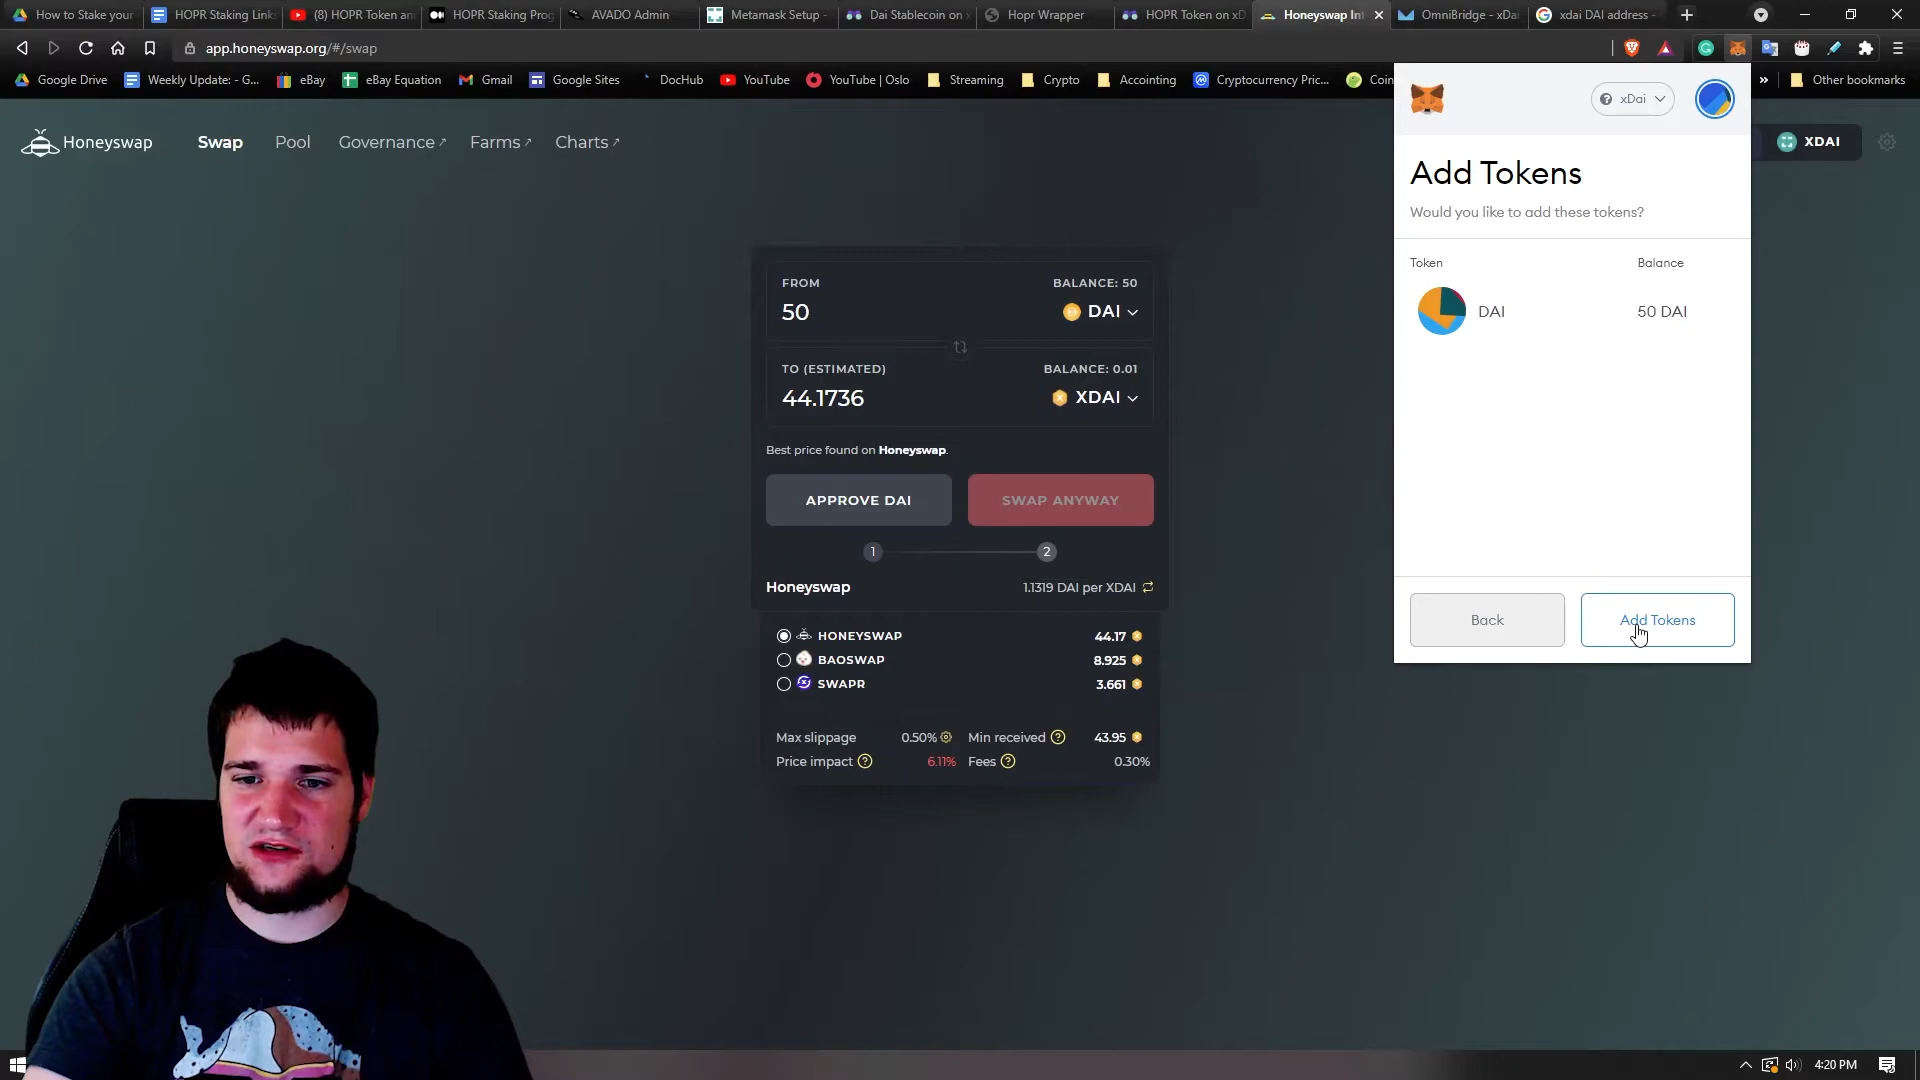 How to Stake your
HOPR Staking Link
(8) HOPR Token an
HOPR Staking Prog
AVADO Admin
Metamask Setup -
Dai Stablecoin on x
Hopr Wrapper
HOPR Token on xD
Honeyswap Int
OmniBridge - xDa
xdai DAI address -
app.honeyswap.org/#/swap
Google Drive
Weekly Update: - G...
eBay
eBay Equation
Gmail
Google Sites
DocHub
YouTube
YouTube | Oslo
Streaming
Crypto
Accointing
Cryptocurrency Pric...
Coin
Other bookmarks
Honeyswap
Swap
Pool
Governance
Farms
Charts
XDAI
FROM
BALANCE: 50
50
DAI
TO (ESTIMATED)
BALANCE: 0.01
44.1736
XDAI
Best price found on Honeyswap.
APPROVE DAI
SWAP ANYWAY
1
2
Honeyswap
1.1319 DAI per XDAI
HONEYSWAP
44.17
BAOSWAP
8.925
SWAPR
3.661
Max slippage
0.50%
Min received
43.95
Price impact
6.11%
Fees
0.30%
xDai
Add Tokens
Would you like to add these tokens?
Token
Balance
DAI
50 DAI
Back
Add Tokens
4:20 PM